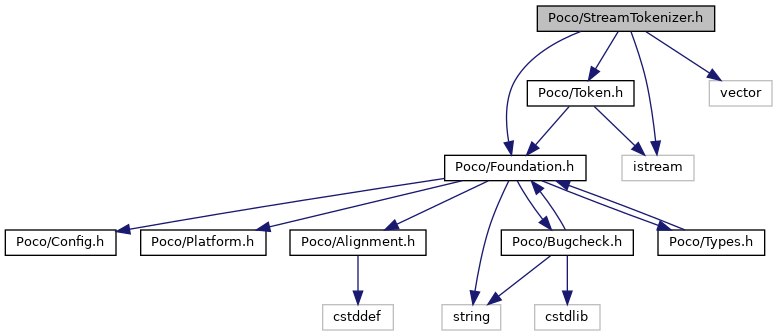 Poco/StreamTokenizer.h
Poco/Token.h
vector
Poco/Foundation.h
istream
Poco/Config.h
Poco/Platform.h
Poco/Alignment.h
Poco/Bugcheck.h
Poco/Types.h
cstddef
string
cstdlib